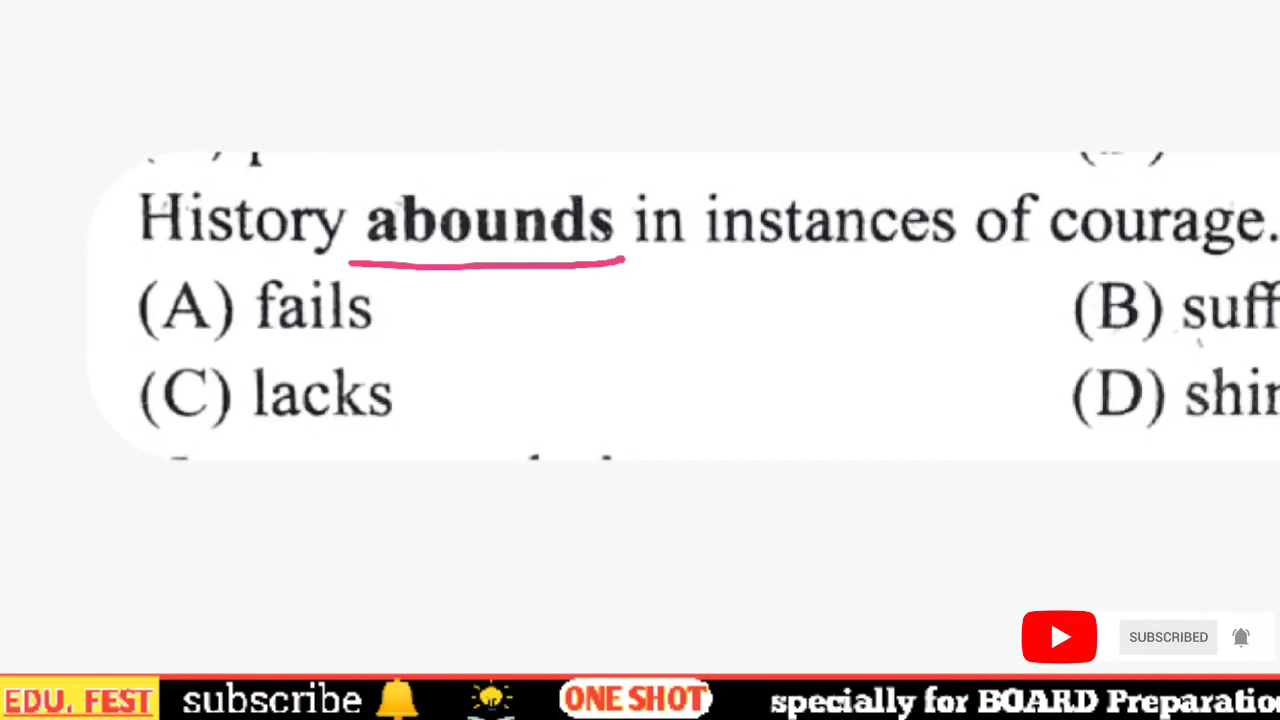 History abounds in instances of courage.
(A) fails (B) suff
(C) lacks (D) shin
SUBSCRIBED
EDU. FEST subscribe ONE SHOT specially for BOARD Preparatio